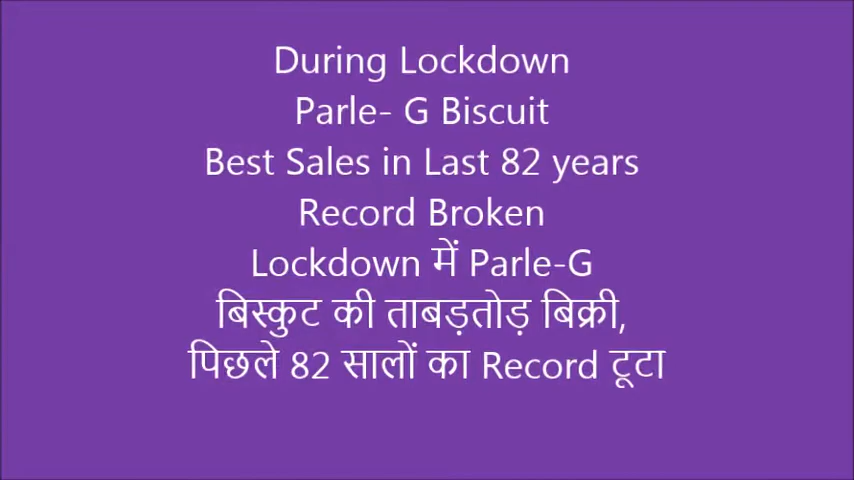 During Lockdown
Parle- G Biscuit
Best Sales in Last 82 years
Record Broken
Lockdown में Parle-G
बिस्कुट की ताबड़तोड़ बिक्री,
पिछले 82 सालों का Record टूटा